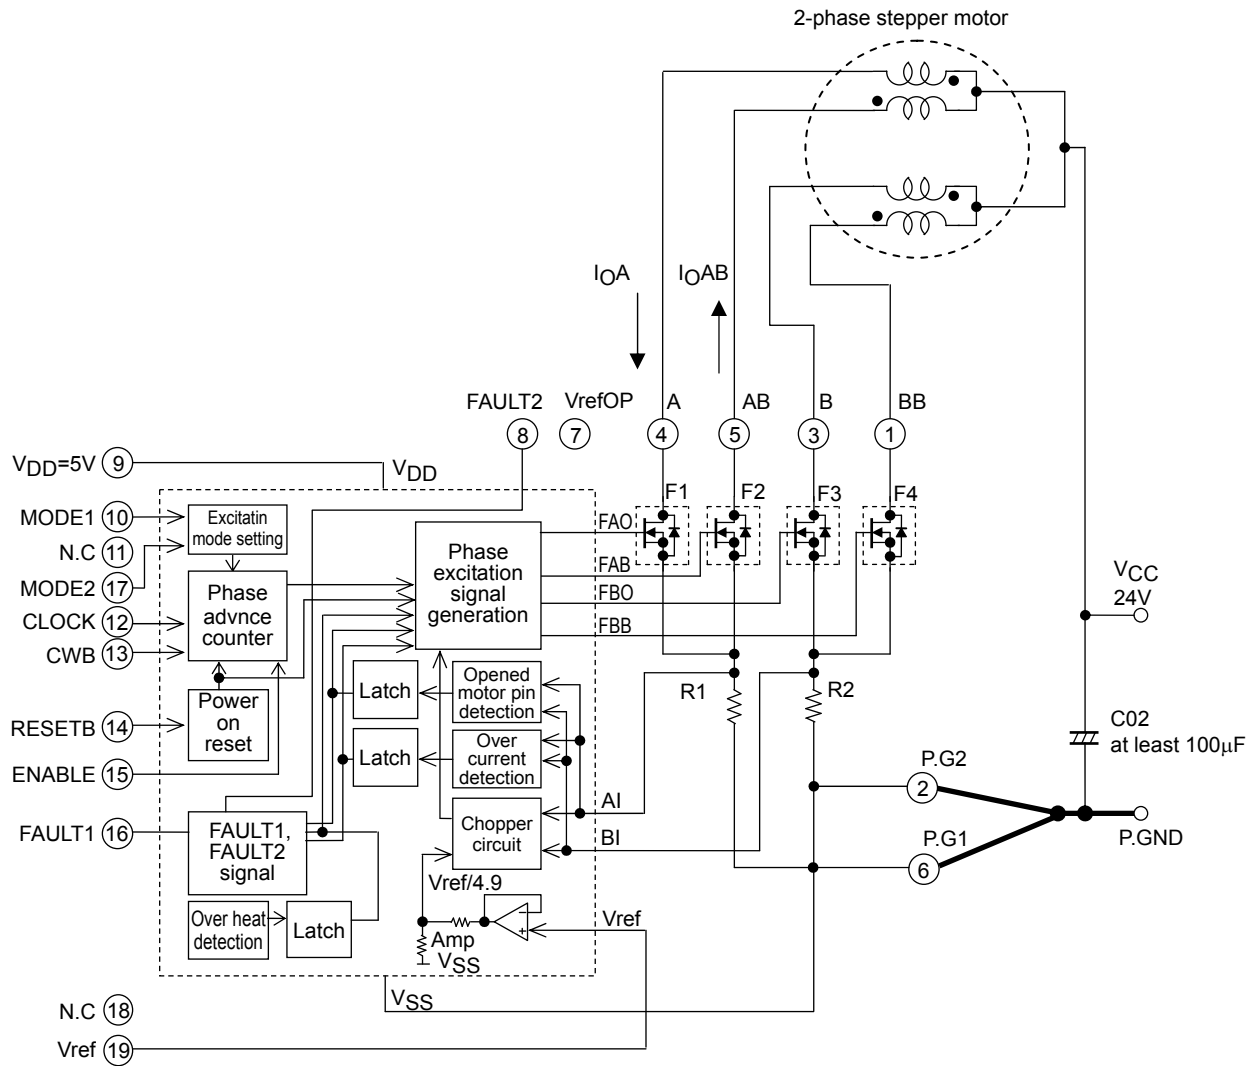 2-phase stepper motor
IOA
IOAB
FAULT2
VrefOP
A
AB
B
BB
8
7
4
5
3
1
VDD=5V
9
VDD
F1
F2
F3
F4
MODE1
10
N.C
11
MODE2
17
CLOCK
12
CWB
13
RESETB
14
ENABLE
15
FAULT1
16
Excitatin
mode setting
Phase
advnce
counter
Power
on
reset
FAULT1,
FAULT2
signal
Over heat
detection
Latch
Phase
excitation
signal
generation
FAO
FAB
FBO
FBB
Latch
Opened
motor pin
detection
Latch
Over
current
detection
Chopper
circuit
AI
BI
Vref/4.9
Amp
VSS
Vref
R1
R2
VCC
24V
C02
at least 100µF
P.G2
2
P.G1
6
P.GND
VSS
N.C
18
Vref
19